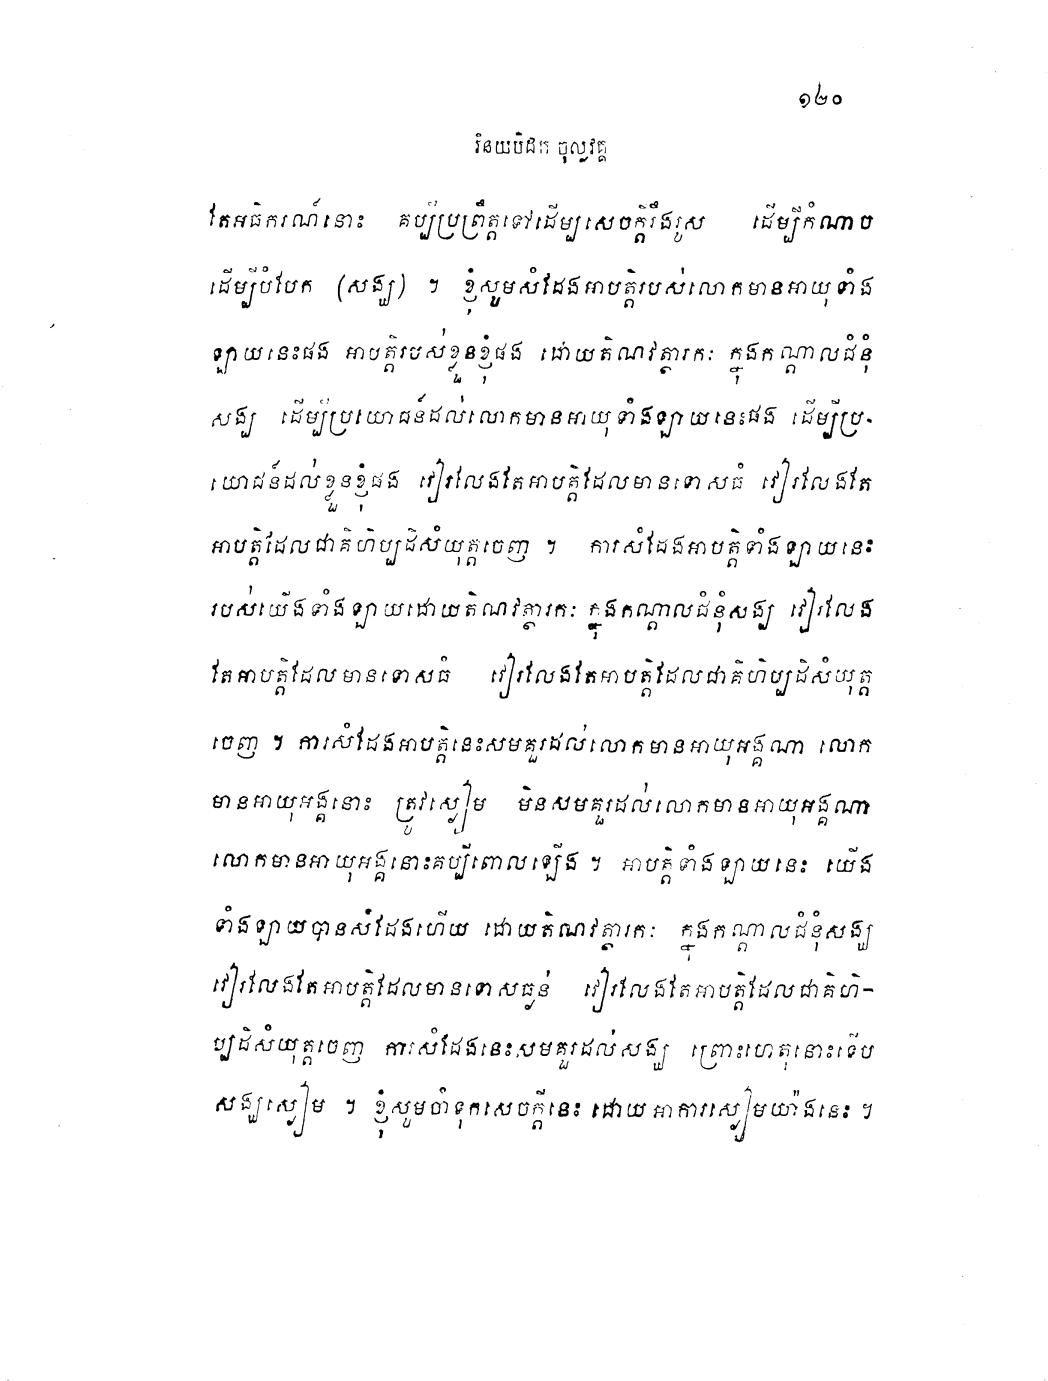 ១២០
វិនយបិដក ចុល្លវគ្គ
តែអធិករណ៍នោះ គប្បីប្រព្រឹត្តទៅដើម្បសេចក្តីរឹងរូស ដើម្បីកំណាច
ដើម្បីបំបែក (សង្ឃ) ។ ខ្ញុំសូមសំដែងអាបត្តិរបស់លោកមានអាយុទាំង
ឡាយនេះផង អាបត្តិរបស់ខ្លួនខ្ញុំផង ដោយតិណវត្ថារកៈ ក្នុងកណ្តាលជំនុំ
សង្ឃ ដើម្បីប្រយោជន៍ដល់លោកមានអាយុទាំងឡាយនេះផង ដើម្បីប្រ-
យោជន៍ដល់ខ្លួនខ្ញុំផង វៀរលែងតែអាបត្តិដែលមានទោសធំ វៀរលែងតែ
អាបត្តិដែលជាគិហិប្បដិសំយុត្តចេញ ។ ការសំដែងអាបត្តិទាំងឡាយនេះ
របស់យើងទាំងឡាយដោយតិណវត្ថារកៈ ក្នុងកណ្តាលជំនុំសង្ឃ វៀរលែង
តែអាបត្តិដែលមានទោសធំ វៀរលែងតែអាបត្តិដែលជាគិហិប្បដិសំយុត្ត
ចេញ ។ ការសំដែងអាបត្តិនេះសមគួរដល់លោកមានអាយុអង្គណា លោក
មានអាយុអង្គនោះ ត្រូវស្ងៀម មិនសមគួរដល់លោកមានអាយុអង្គណា
លោកមានអាយុអង្គនោះគប្បីពោលឡើង ។ អាបត្តិទាំងឡាយនេះ យើង
ទាំងឡាយបានសំដែងហើយ ដោយតិណវត្ថារកៈ ក្នុងកណ្តាលជំនុំសង្ឃ
វៀរលែងតែអាបត្តិដែលមានទោសធ្ងន់ វៀរលែងតែអាបត្តិដែលជាគិហិ-
ប្បដិសំយុត្តចេញ ការសំដែងនេះសមគួរដល់សង្ឃ ព្រោះហេតុនោះទើប
សង្ឃស្ងៀម ។ ខ្ញុំសូមចាំទុកសេចក្តីនេះ ដោយអាការស្ងៀមយ៉ាងនេះ ។